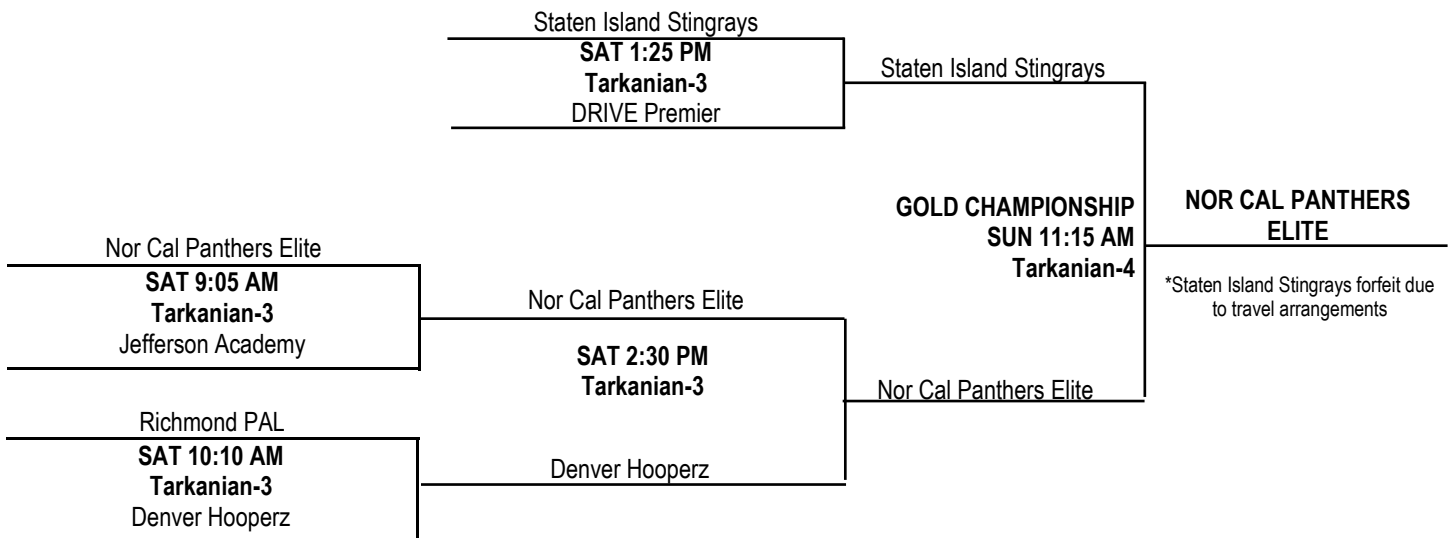 Staten Island Stingrays
SAT 1:25 PM
Tarkanian-3
DRIVE Premier
Staten Island Stingrays
GOLD CHAMPIONSHIP
SUN 11:15 AM
Tarkanian-4
NOR CAL PANTHERS
ELITE
*Staten Island Stingrays forfeit due
to travel arrangements
Nor Cal Panthers Elite
SAT 9:05 AM
Tarkanian-3
Jefferson Academy
Nor Cal Panthers Elite
SAT 2:30 PM
Tarkanian-3
Nor Cal Panthers Elite
Richmond PAL
SAT 10:10 AM
Tarkanian-3
Denver Hooperz
Denver Hooperz